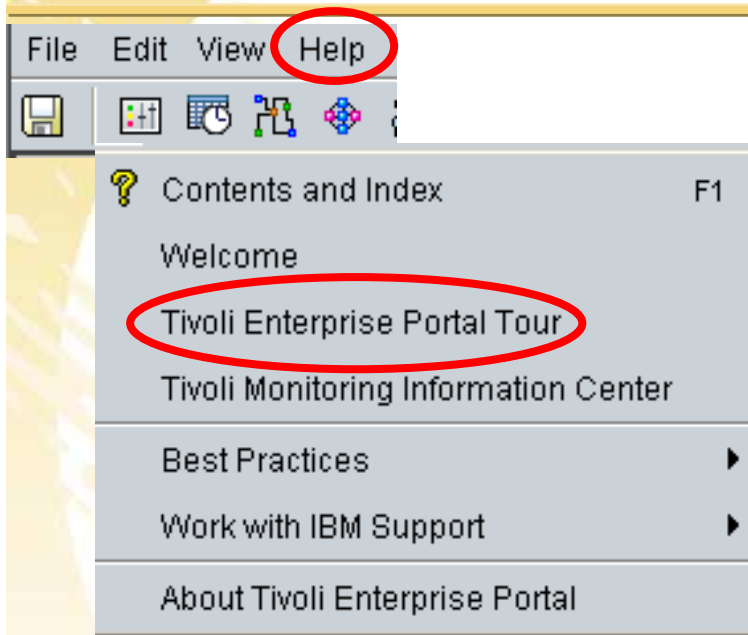 File Edit View Help
Contents and Index F1
Welcome
Tivoli Enterprise Portal Tour
Tivoli Monitoring Information Center
Best Practices
Work with IBM Support
About Tivoli Enterprise Portal